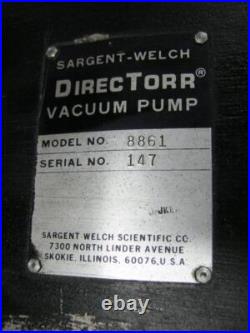 SARGENT-WELCH
DIRECTORR®
VACUUM PUMP
MODEL NO. 8861
SERIAL NO. 147
SARGENT WELCH SCIENTIFIC CO.
7300 NORTH LINDER AVENUE
SKOKIE, ILLINOIS, 60076, U.S.A.